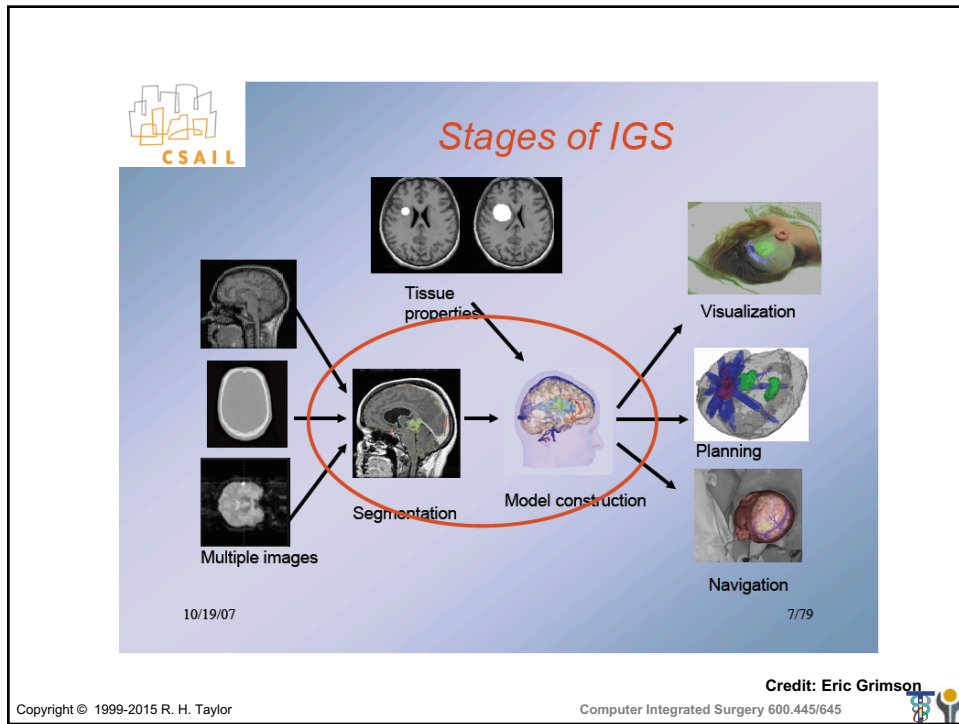 CSAIL
Stages of IGS
Tissue
properties
Visualization
Planning
Segmentation
Model construction
Multiple images
Navigation
10/19/07
7/79
Credit: Eric Grimson
Copyright © 1999-2015 R. H. Taylor
Computer Integrated Surgery 600.445/645